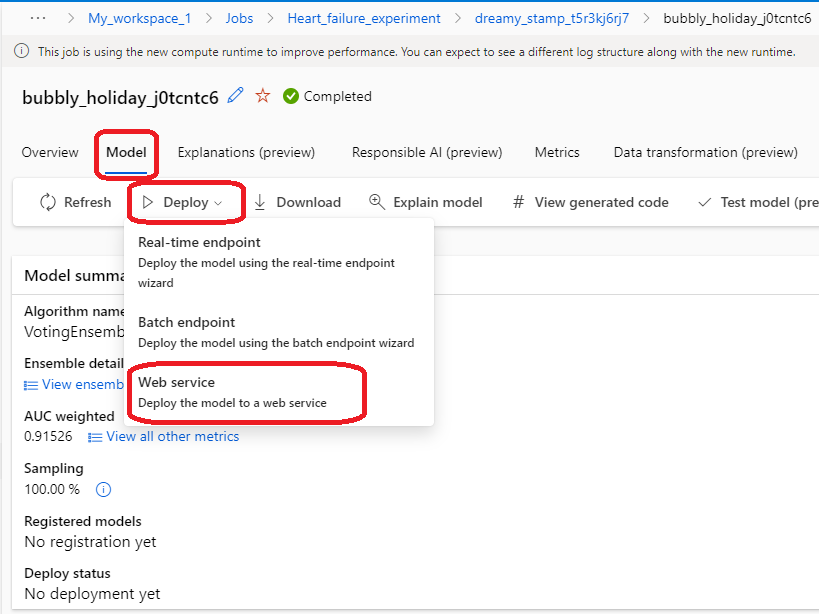 ··· > My_workspace_1 > Jobs > Heart_failure_experiment > dreamy_stamp_t5r3kj6rj7 > bubbly_holiday_j0tcntc6
This job is using the new compute runtime to improve performance. You can expect to see a different log structure along with the new runtime.
bubbly_holiday_j0tcntc6 Completed
Overview Model Explanations (preview) Responsible AI (preview) Metrics Data transformation (preview)
Refresh Deploy Download Explain model # View generated code Test model (pre
Real-time endpoint
Deploy the model using the real-time endpoint
wizard
Batch endpoint
Deploy the model using the batch endpoint wizard
Web service
Deploy the model to a web service
Model summa
Algorithm name
VotingEnsemb
Ensemble detail
View ensemb
AUC weighted
0.91526 View all other metrics
Sampling
100.00 %
Registered models
No registration yet
Deploy status
No deployment yet